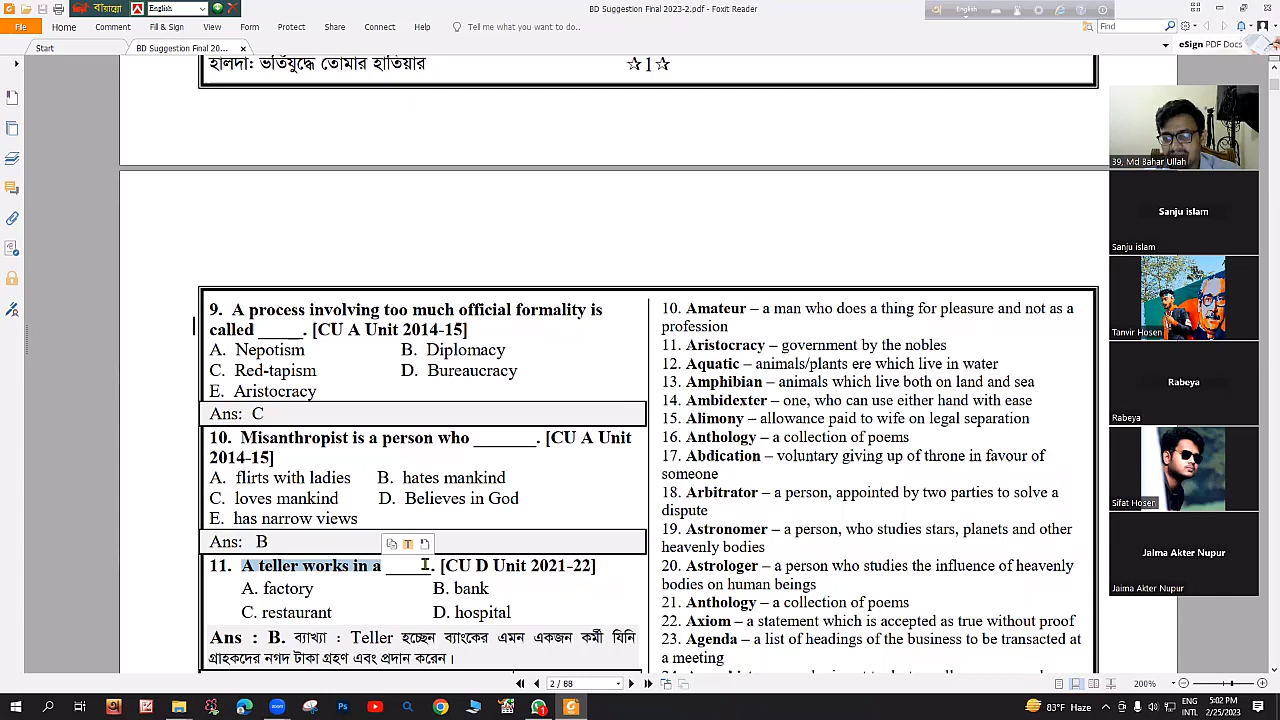 BD Suggestion Final 2023-2.pdf - Foxit Reader
English
English
File
Home
Comment
Fill & Sign
View
Form
Protect
Share
Connect
Help
Tell me what you want to do...
Find
Start
BD Suggestion Final 20...
eSign PDF Docs
হালদা: ভর্তিযুদ্ধে তোমার হাতিয়ার
☆1☆
9. A process involving too much official formality is
called _____. [CU A Unit 2014-15]
A. Nepotism B. Diplomacy
C. Red-tapism D. Bureaucracy
E. Aristocracy
Ans: C
10. Misanthropist is a person who _______. [CU A Unit
2014-15]
A. flirts with ladies B. hates mankind
C. loves mankind D. Believes in God
E. has narrow views
Ans: B
11. A teller works in a _____. [CU D Unit 2021-22]
A. factory B. bank
C. restaurant D. hospital
Ans : B. ব্যাখ্যা : Teller হচ্ছেন ব্যাংকের এমন একজন কর্মী যিনি
গ্রাহকদের নগদ টাকা গ্রহণ এবং প্রদান করেন।
10. Amateur – a man who does a thing for pleasure and not as a
profession
11. Aristocracy – government by the nobles
12. Aquatic – animals/plants ere which live in water
13. Amphibian – animals which live both on land and sea
14. Ambidexter – one, who can use either hand with ease
15. Alimony – allowance paid to wife on legal separation
16. Anthology – a collection of poems
17. Abdication – voluntary giving up of throne in favour of
someone
18. Arbitrator – a person, appointed by two parties to solve a
dispute
19. Astronomer – a person, who studies stars, planets and other
heavenly bodies
20. Astrologer – a person who studies the influence of heavenly
bodies on human beings
21. Anthology – a collection of poems
22. Axiom – a statement which is accepted as true without proof
23. Agenda – a list of headings of the business to be transacted at
a meeting
39, Md Bahar Ullah
Sanju islam
Sanju islam
Tanvir Hosen
Rabeya
Rabeya
Sifat Hosen
Jaima Akter Nupur
Jaima Akter Nupur
2 / 88
200%
83°F Haze
ENG
INTL
5:02 PM
2/25/2023